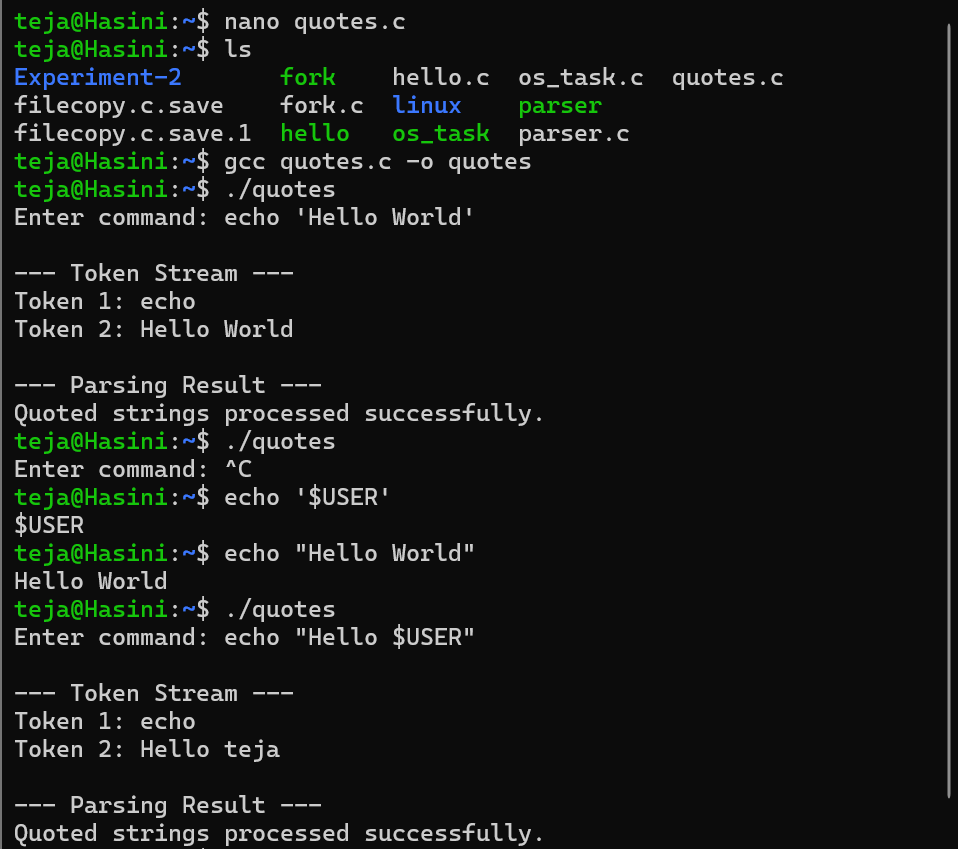 teja@Hasini:~$ nano quotes.c
teja@Hasini:~$ ls
Experiment-2       fork    hello.c  os_task.c  quotes.c
filecopy.c.save    fork.c  linux    parser
filecopy.c.save.1  hello   os_task  parser.c
teja@Hasini:~$ gcc quotes.c -o quotes
teja@Hasini:~$ ./quotes
Enter command: echo 'Hello World'
--- Token Stream ---
Token 1: echo
Token 2: Hello World
--- Parsing Result ---
Quoted strings processed successfully.
teja@Hasini:~$ ./quotes
Enter command: ^C
teja@Hasini:~$ echo '$USER'
$USER
teja@Hasini:~$ echo "Hello World"
Hello World
teja@Hasini:~$ ./quotes
Enter command: echo "Hello $USER"
--- Token Stream ---
Token 1: echo
Token 2: Hello teja
--- Parsing Result ---
Quoted strings processed successfully.